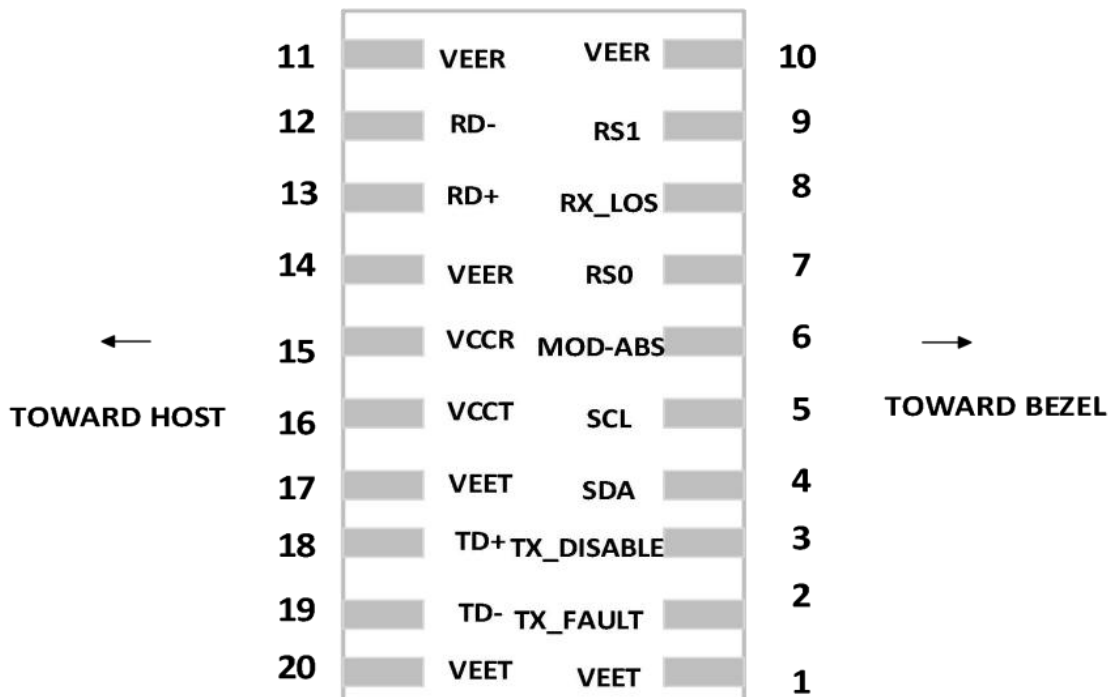 11 VEER VEER 10
12 RD- RS1 9
13 RD+ RX_LOS 8
14 VEER RS0 7
15 VCCR MOD-ABS 6
TOWARD HOST TOWARD BEZEL
16 VCCT SCL 5
17 VEET SDA 4
18 TD+ TX_DISABLE 3
19 TD- TX_FAULT 2
20 VEET VEET 1